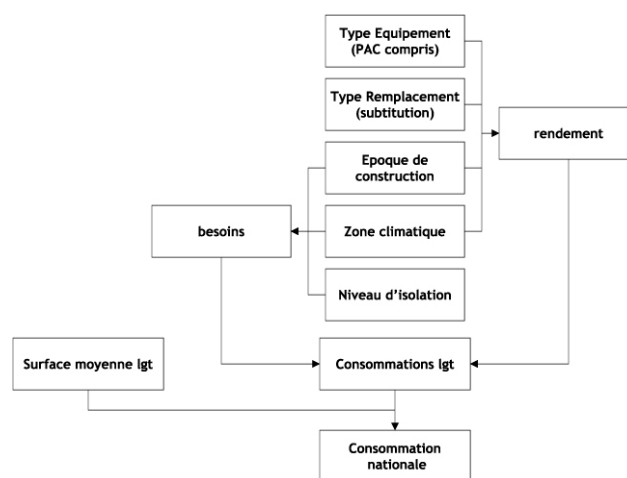 Type Equipement
(PAC compris)
Type Remplacement
(subtitution)
rendement
Epoque de
construction
besoins
Zone climatique
Niveau d'isolation
Surface moyenne lgt
Consommations lgt
Consommation
nationale